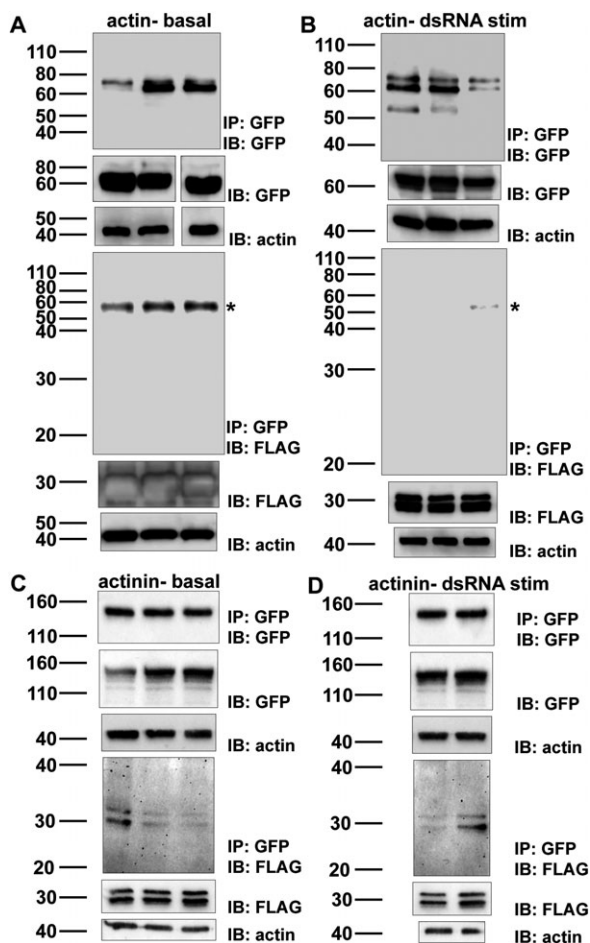 A actin- basal
110
80
60
50
40
IP: GFP
IB: GFP
80
60
IB: GFP
50
40
IB: actin
110
80
60
50
40
30
20
*
IP: GFP
IB: FLAG
30
IB: FLAG
50
40
IB: actin
B actin- dsRNA stim
110
80
60
50
40
IP: GFP
IB: GFP
60
IB: GFP
40
IB: actin
110
80
60
50
40
30
20
*
IP: GFP
IB: FLAG
30
IB: FLAG
40
IB: actin
C actinin- basal
160
110
IP: GFP
IB: GFP
160
110
IB: GFP
40
IB: actin
40
30
20
IP: GFP
IB: FLAG
30
IB: FLAG
40
IB: actin
D actinin- dsRNA stim
160
110
IP: GFP
IB: GFP
160
110
IB: GFP
40
IB: actin
40
30
20
IP: GFP
IB: FLAG
30
IB: FLAG
40
IB: actin